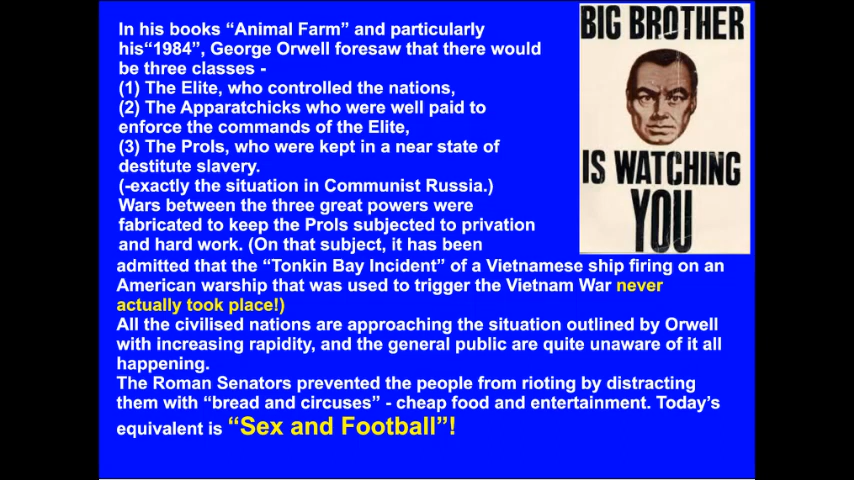 In his books “Animal Farm” and particularly
his“1984”, George Orwell foresaw that there would
be three classes -
(1) The Elite, who controlled the nations,
(2) The Apparatchicks who were well paid to
enforce the commands of the Elite,
(3) The Prols, who were kept in a near state of
destitute slavery.
(-exactly the situation in Communist Russia.)
Wars between the three great powers were
fabricated to keep the Prols subjected to privation
and hard work. (On that subject, it has been
admitted that the “Tonkin Bay Incident” of a Vietnamese ship firing on an
American warship that was used to trigger the Vietnam War never
actually took place!)
All the civilised nations are approaching the situation outlined by Orwell
with increasing rapidity, and the general public are quite unaware of it all
happening.
The Roman Senators prevented the people from rioting by distracting
them with “bread and circuses” - cheap food and entertainment. Today’s
equivalent is “Sex and Football”!
BIG BROTHER
IS WATCHING
YOU